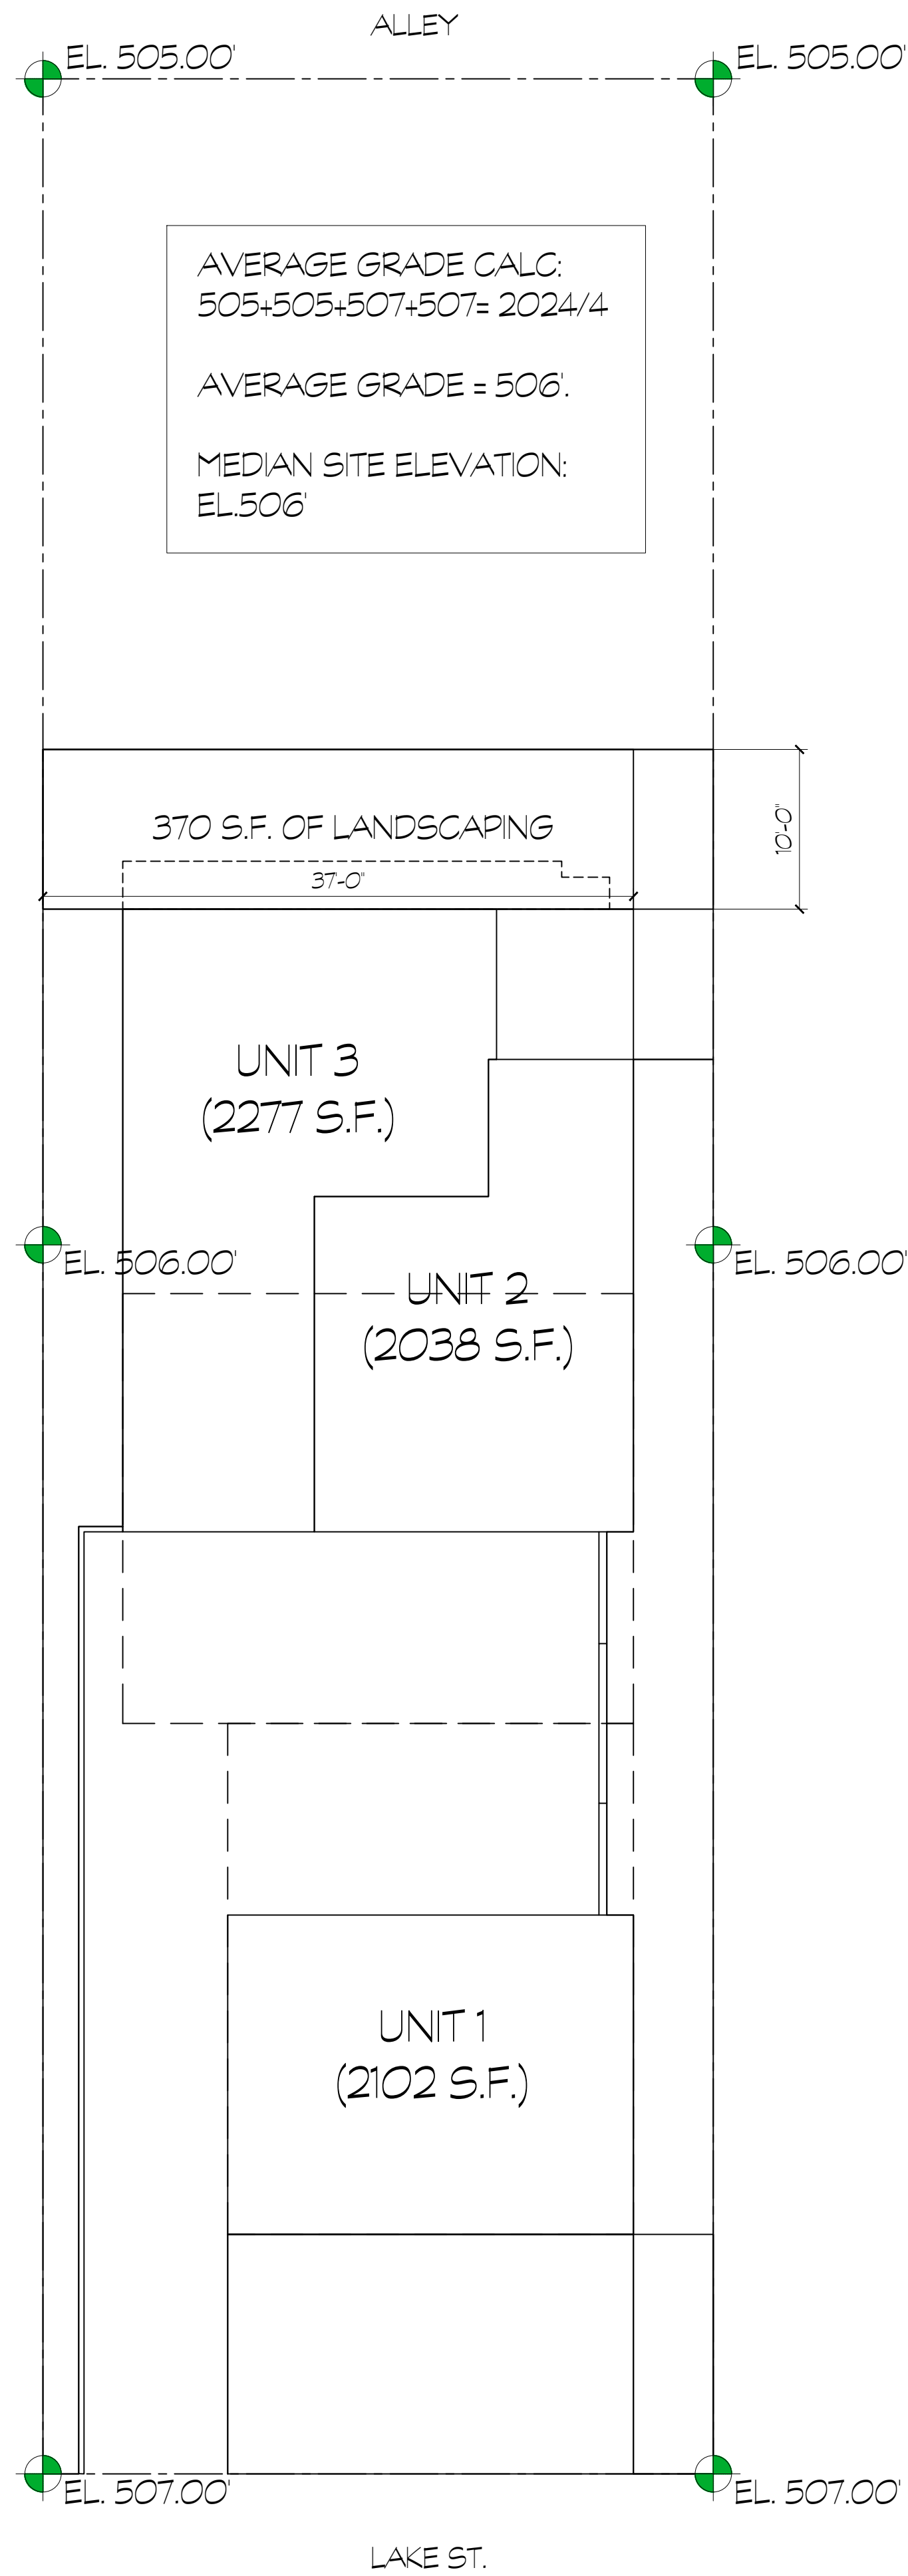 ALLEY
EL. 505.00'
EL. 505.00'
AVERAGE GRADE CALC:
505+505+507+507= 2024/4
AVERAGE GRADE = 506'.
MEDIAN SITE ELEVATION:
EL.506'
370 S.F. OF LANDSCAPING
10'-0"
37'-0"
UNIT 3
(2277 S.F.)
EL. 506.00'
EL. 506.00'
UNIT 2
(2038 S.F.)
UNIT 1
(2102 S.F.)
EL. 507.00'
EL. 507.00'
LAKE ST.